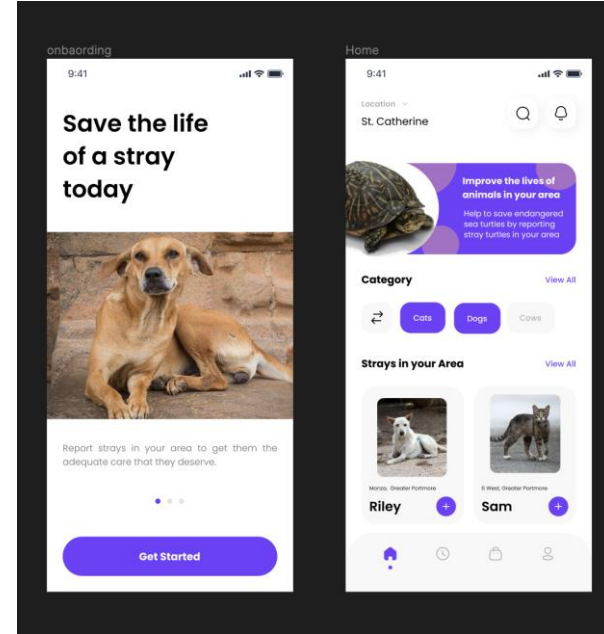 onbaording
9:41
Save the life
of a stray
today
Report strays in your area to get them the
adequate care that they deserve.
Get Started
Home
9:41
Location
St. Catherine
Improve the lives of
animals in your area
Help to save endangered
sea turtles by reporting
stray turtles in your area
Category
View All
Cats
Dogs
Cows
Strays in your Area
View All
Monza, Greater Portmore
Riley
6 West, Greater Portmore
Sam